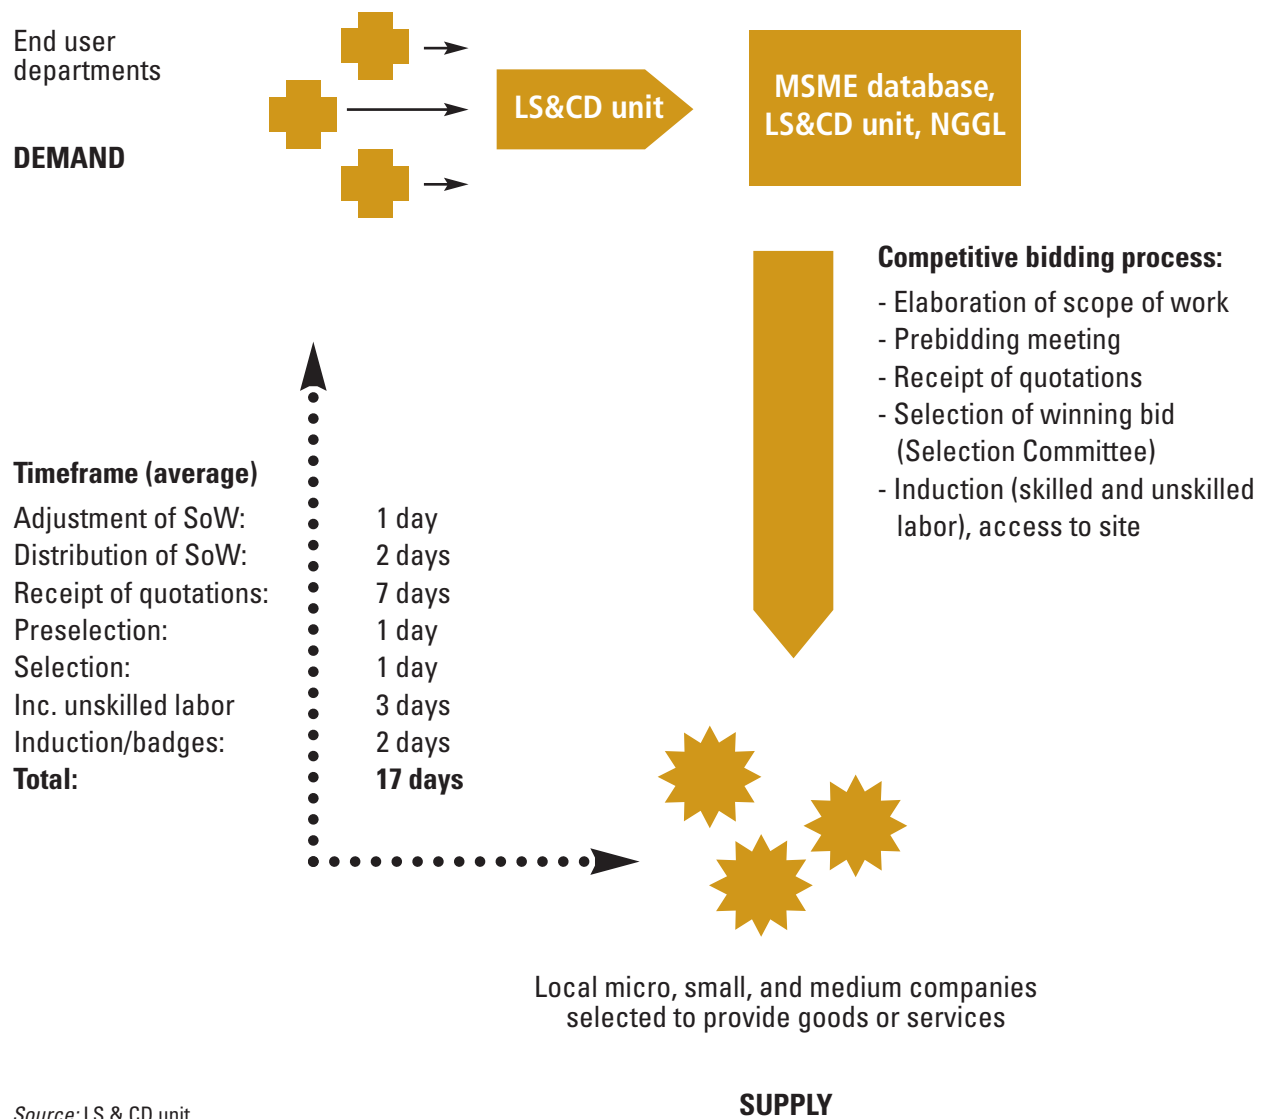 End user
departments
DEMAND
LS&CD unit
MSME database,
LS&CD unit, NGGL
Competitive bidding process:
- Elaboration of scope of work
- Prebidding meeting
- Receipt of quotations
- Selection of winning bid
(Selection Committee)
- Induction (skilled and unskilled
labor), access to site
Timeframe (average)
Adjustment of SoW: 1 day
Distribution of SoW: 2 days
Receipt of quotations: 7 days
Preselection: 1 day
Selection: 1 day
Inc. unskilled labor 3 days
Induction/badges: 2 days
Total: 17 days
Local micro, small, and medium companies
selected to provide goods or services
SUPPLY
Source: LS & CD unit